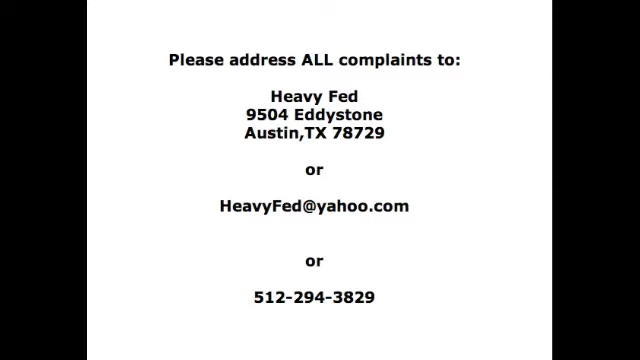 Please address ALL complaints to:
Heavy Fed
9504 Eddystone
Austin,TX 78729
or
HeavyFed@yahoo.com
or
512-294-3829